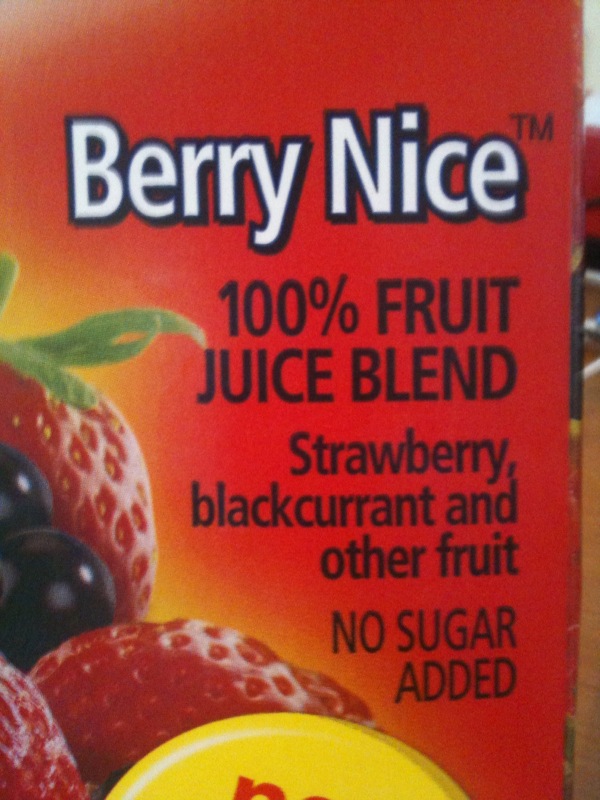 Berry Nice™
100% FRUIT
JUICE BLEND
Strawberry,
blackcurrant and
other fruit
NO SUGAR
ADDED